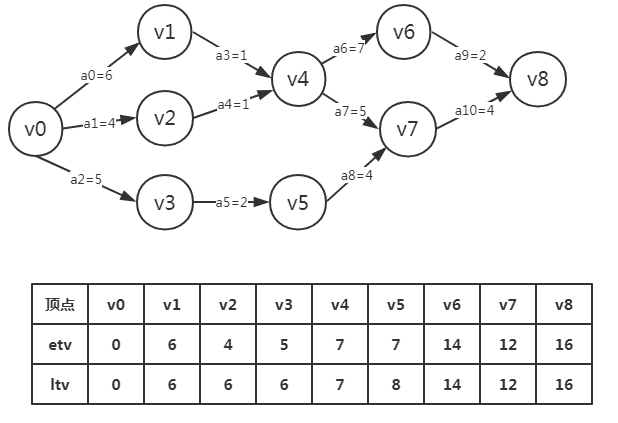 v1
v6
a3=1
a6=7
a9=2
a0=6
v4
v8
v2
a4=1
a7=5
a10=4
v0
a1=4
v7
a2=5
a8=4
v3
a5=2
v5
顶点 v0 v1 v2 v3 v4 v5 v6 v7 v8
etv 0 6 4 5 7 7 14 12 16
ltv 0 6 6 6 7 8 14 12 16